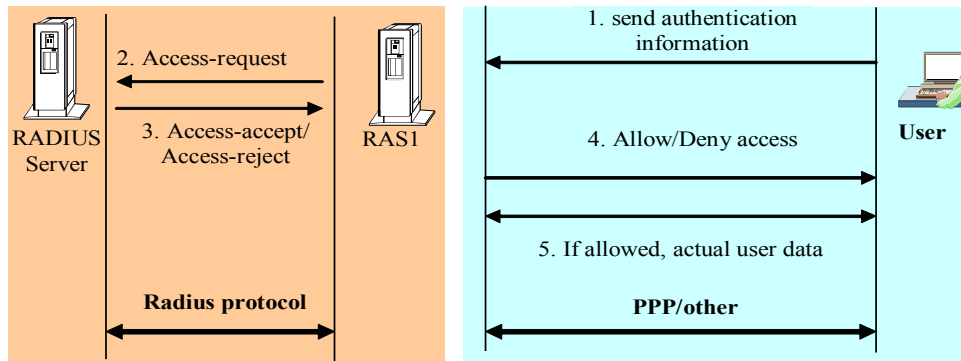 2. Access-request
3. Access-accept/
Access-reject
RADIUS
Server
RAS1
Radius protocol
1. send authentication
information
User
4. Allow/Deny access
5. If allowed, actual user data
PPP/other